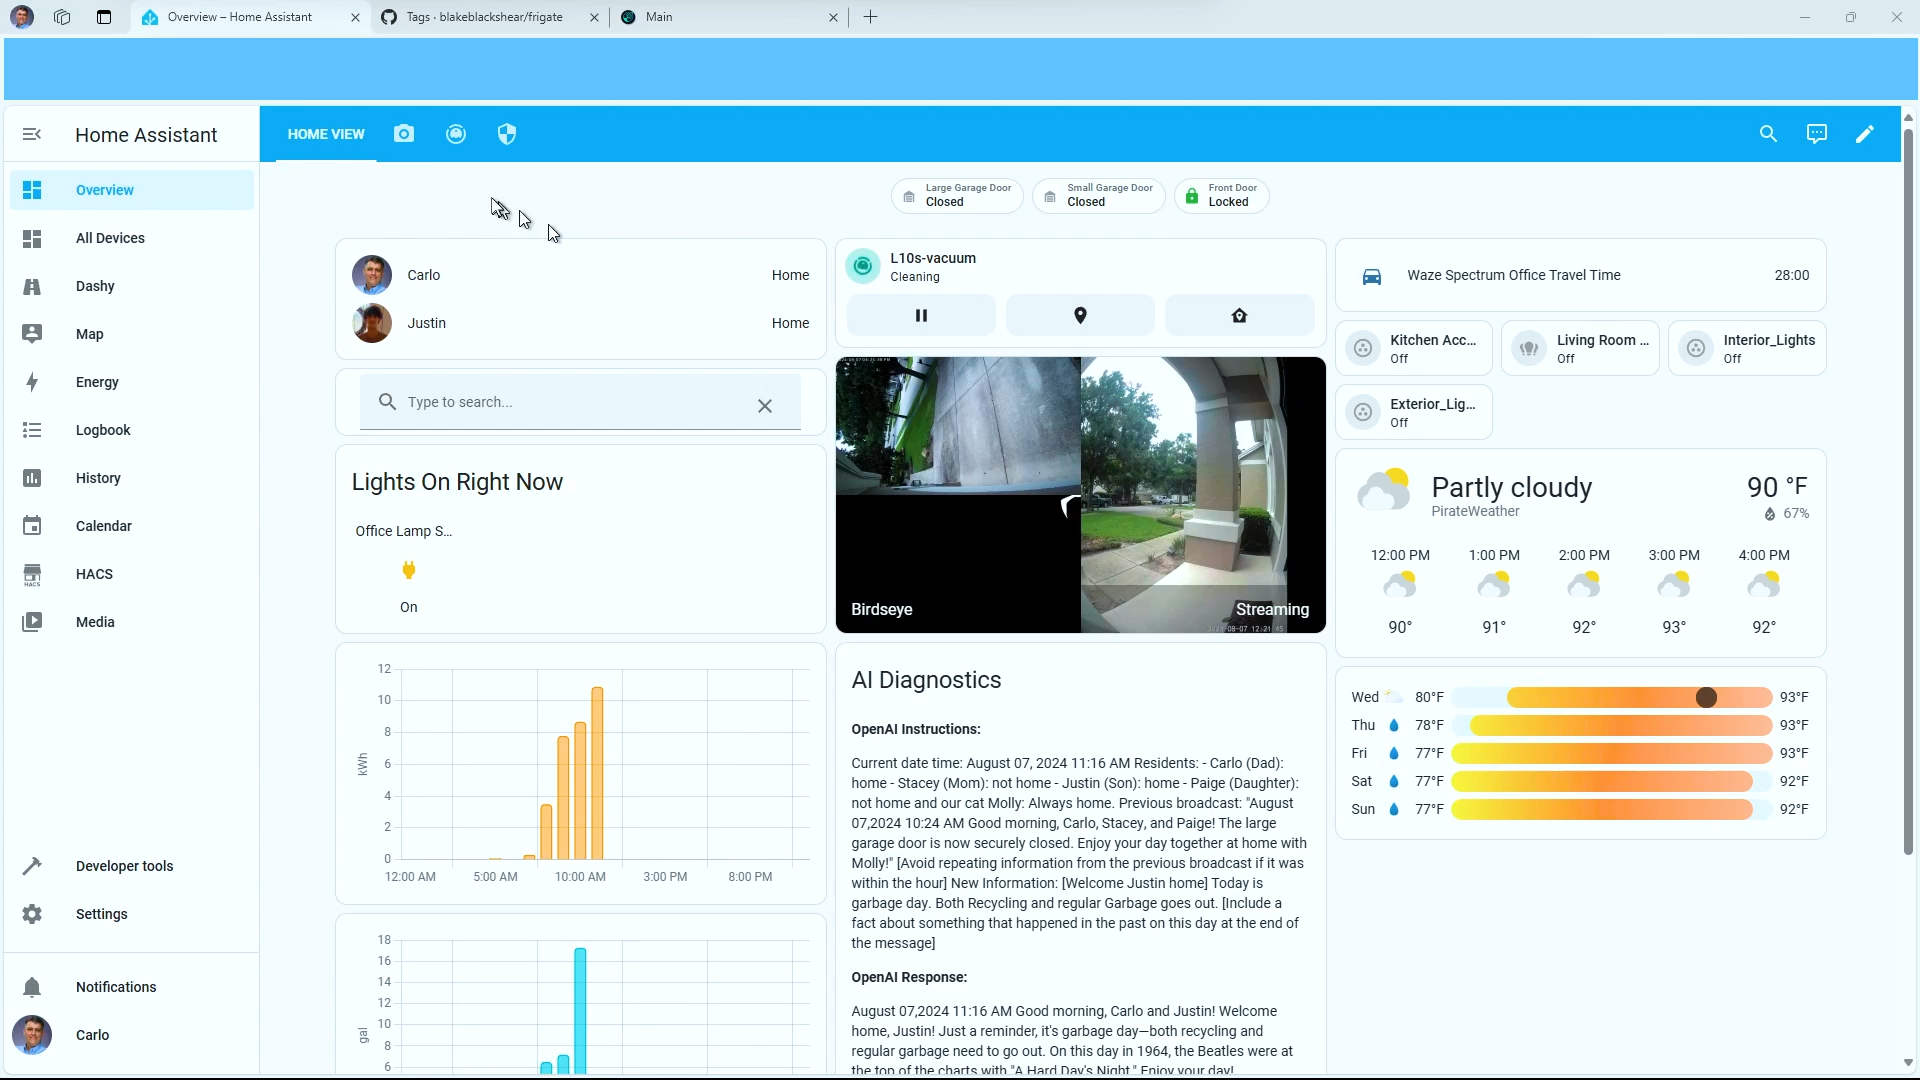 Overview – Home Assistant
Tags · blakeblackshear/frigate
Main
Home Assistant
HOME VIEW
Overview
All Devices
Dashy
Map
Energy
Logbook
History
Calendar
HACS
Media
Developer tools
Settings
Notifications
Carlo
Large Garage Door
Closed
Small Garage Door
Closed
Front Door
Locked
Carlo Home
Justin Home
Type to search...
Lights On Right Now
Office Lamp S...
On
12
10
8
6
4
2
0
kWh
12:00 AM 5:00 AM 10:00 AM 3:00 PM 8:00 PM
18
16
14
12
10
8
6
gal
L10s-vacuum
Cleaning
Birdseye Streaming
AI Diagnostics
OpenAI Instructions:
Current date time: August 07, 2024 11:16 AM Residents: - Carlo (Dad):
home - Stacey (Mom): not home - Justin (Son): home - Paige (Daughter):
not home and our cat Molly: Always home. Previous broadcast: "August
07,2024 10:24 AM Good morning, Carlo, Stacey, and Paige! The large
garage door is now securely closed. Enjoy your day together at home with
Molly!" [Avoid repeating information from the previous broadcast if it was
within the hour] New Information: [Welcome Justin home] Today is
garbage day. Both Recycling and regular Garbage goes out. [Include a
fact about something that happened in the past on this day at the end of
the message]
OpenAI Response:
August 07,2024 11:16 AM Good morning, Carlo and Justin! Welcome
home, Justin! Just a reminder, it's garbage day—both recycling and
regular garbage need to go out. On this day in 1964, the Beatles were at
the top of the charts with "A Hard Day's Night." Enjoy your day!
Waze Spectrum Office Travel Time 28:00
Kitchen Acc...
Off
Living Room ...
Off
Interior_Lights
Off
Exterior_Lig...
Off
Partly cloudy 90 °F
PirateWeather 67%
12:00 PM 1:00 PM 2:00 PM 3:00 PM 4:00 PM
90° 91° 92° 93° 92°
Wed 80°F 93°F
Thu 78°F 93°F
Fri 77°F 93°F
Sat 77°F 92°F
Sun 77°F 92°F